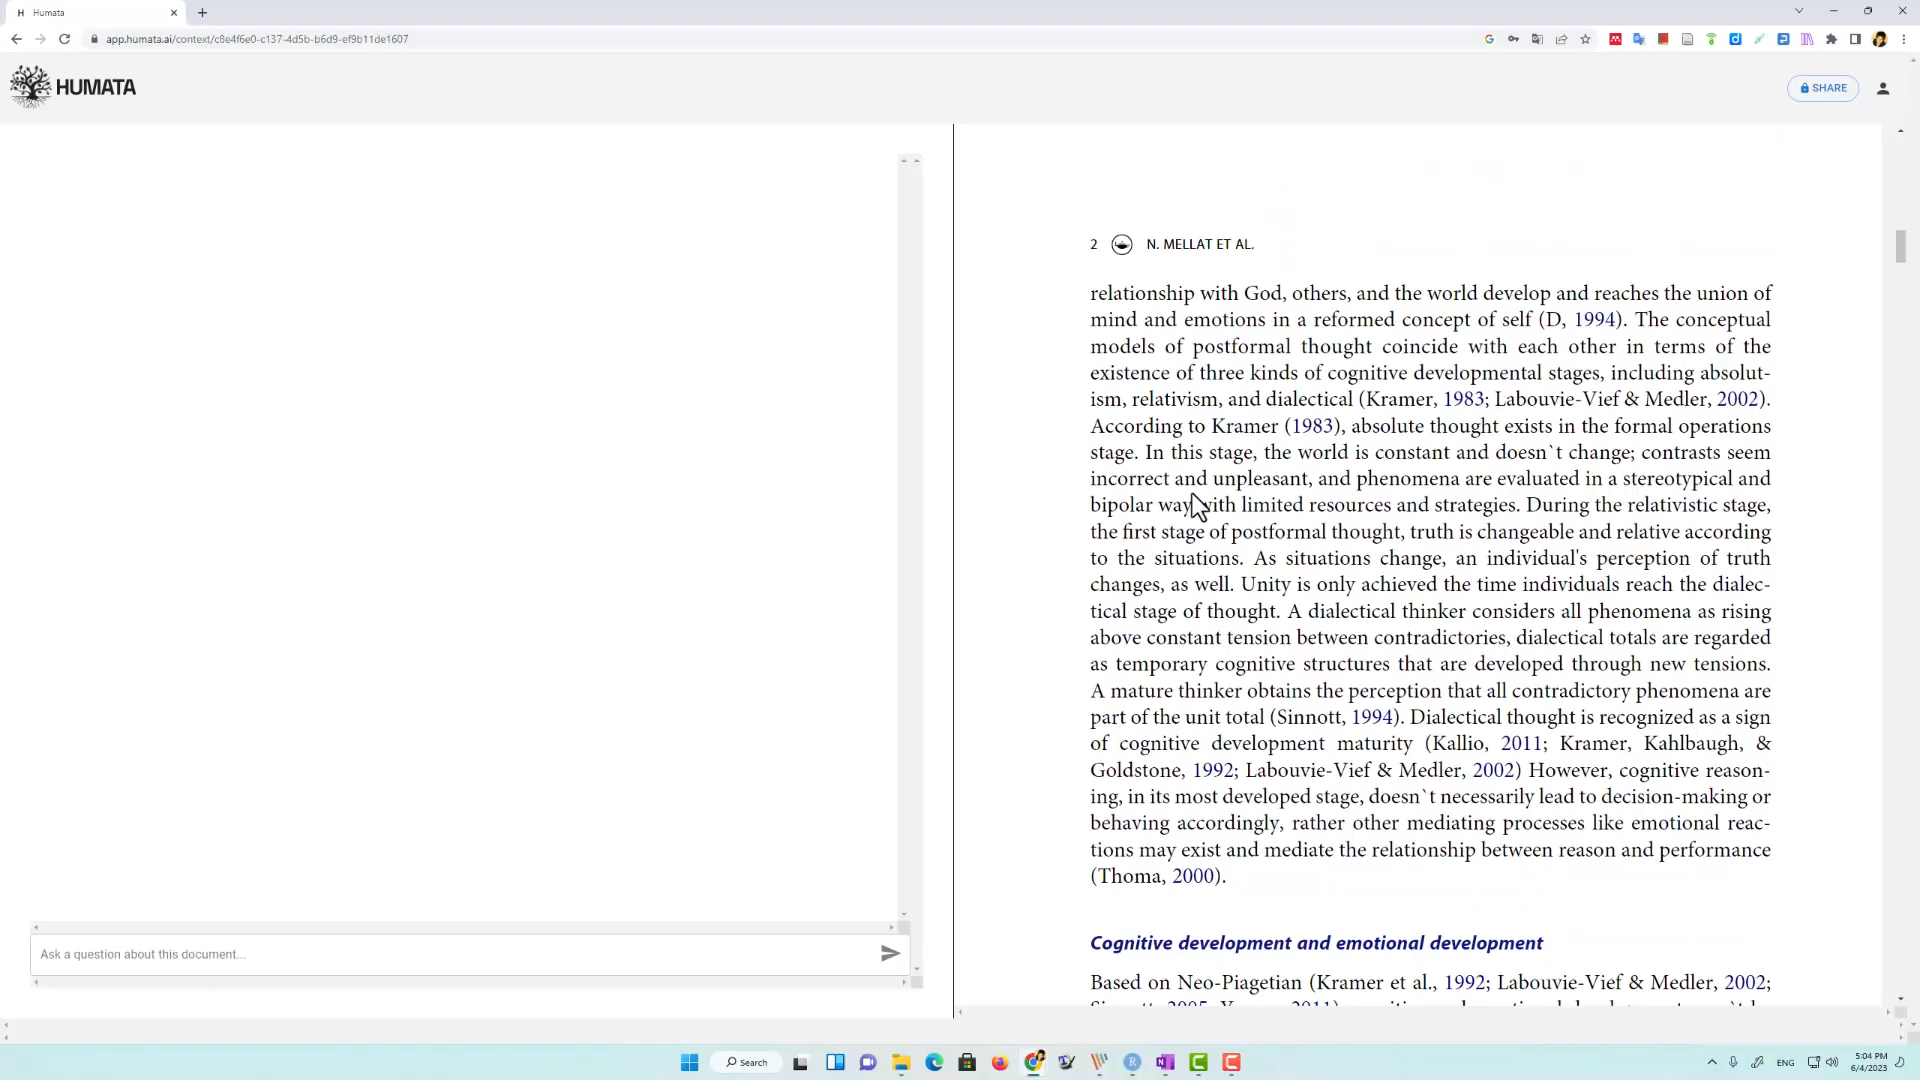 Humata
app.humata.ai/context/c8e4f6e0-c137-4d5b-b6d9-ef9b11de1607
HUMATA
SHARE
2 N. MELLAT ET AL.
relationship with God, others, and the world develop and reaches the union of
mind and emotions in a reformed concept of self (D, 1994). The conceptual
models of postformal thought coincide with each other in terms of the
existence of three kinds of cognitive developmental stages, including absolut-
ism, relativism, and dialectical (Kramer, 1983; Labouvie-Vief & Medler, 2002).
According to Kramer (1983), absolute thought exists in the formal operations
stage. In this stage, the world is constant and doesn`t change; contrasts seem
incorrect and unpleasant, and phenomena are evaluated in a stereotypical and
bipolar way with limited resources and strategies. During the relativistic stage,
the first stage of postformal thought, truth is changeable and relative according
to the situations. As situations change, an individual's perception of truth
changes, as well. Unity is only achieved the time individuals reach the dialec-
tical stage of thought. A dialectical thinker considers all phenomena as rising
above constant tension between contradictories, dialectical totals are regarded
as temporary cognitive structures that are developed through new tensions.
A mature thinker obtains the perception that all contradictory phenomena are
part of the unit total (Sinnott, 1994). Dialectical thought is recognized as a sign
of cognitive development maturity (Kallio, 2011; Kramer, Kahlbaugh, &
Goldstone, 1992; Labouvie-Vief & Medler, 2002) However, cognitive reason-
ing, in its most developed stage, doesn`t necessarily lead to decision-making or
behaving accordingly, rather other mediating processes like emotional reac-
tions may exist and mediate the relationship between reason and performance
(Thoma, 2000).
Cognitive development and emotional development
Based on Neo-Piagetian (Kramer et al., 1992; Labouvie-Vief & Medler, 2002;
Ask a question about this document...
Search
ENG
5:04 PM
6/4/2023